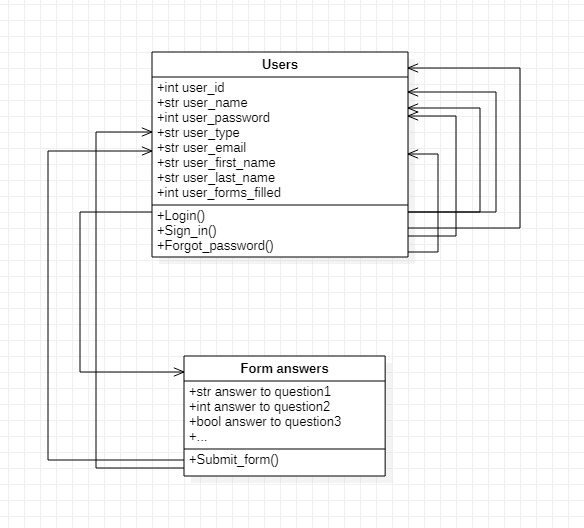 Users
+int user_id
+str user_name
+int user_password
+str user_type
+str user_email
+str user_first_name
+str user_last_name
+int user_forms_filled
+Login()
+Sign_in()
+Forgot_password()
Form answers
+str answer to question1
+int answer to question2
+bool answer to question3
+...
+Submit_form()